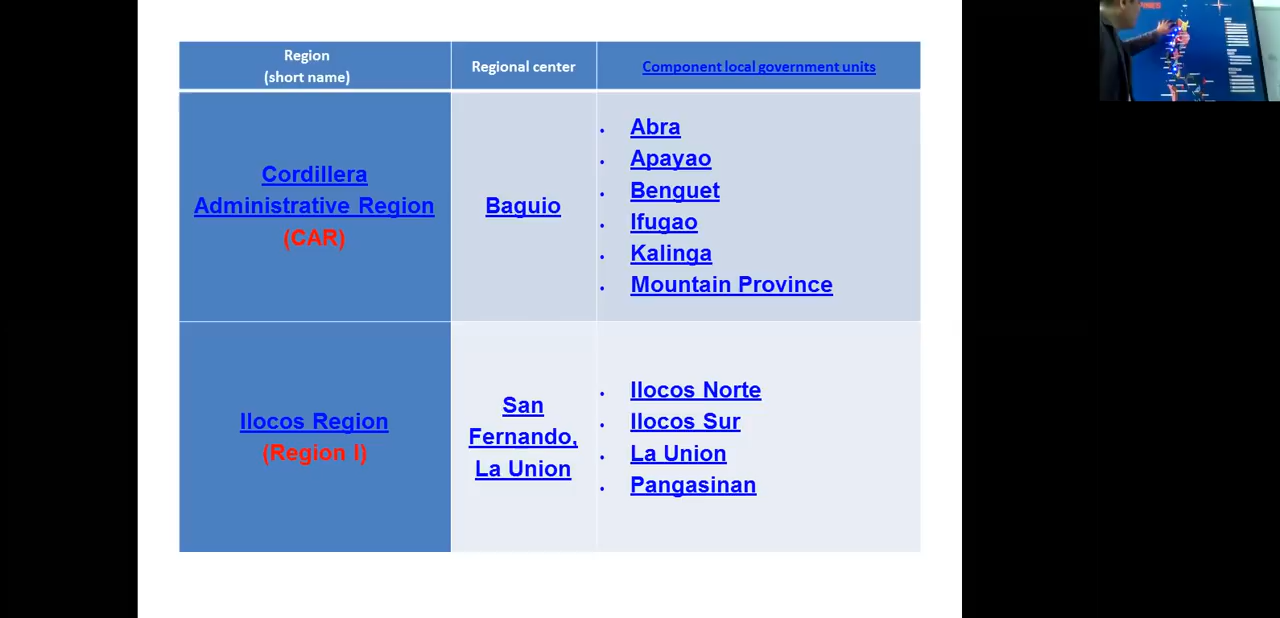 Region
(short name)
Regional center
Component local government units
Cordillera
Administrative Region
(CAR)
Baguio
Abra
Apayao
Benguet
Ifugao
Kalinga
Mountain Province
Ilocos Region
(Region I)
San
Fernando,
La Union
Ilocos Norte
Ilocos Sur
La Union
Pangasinan